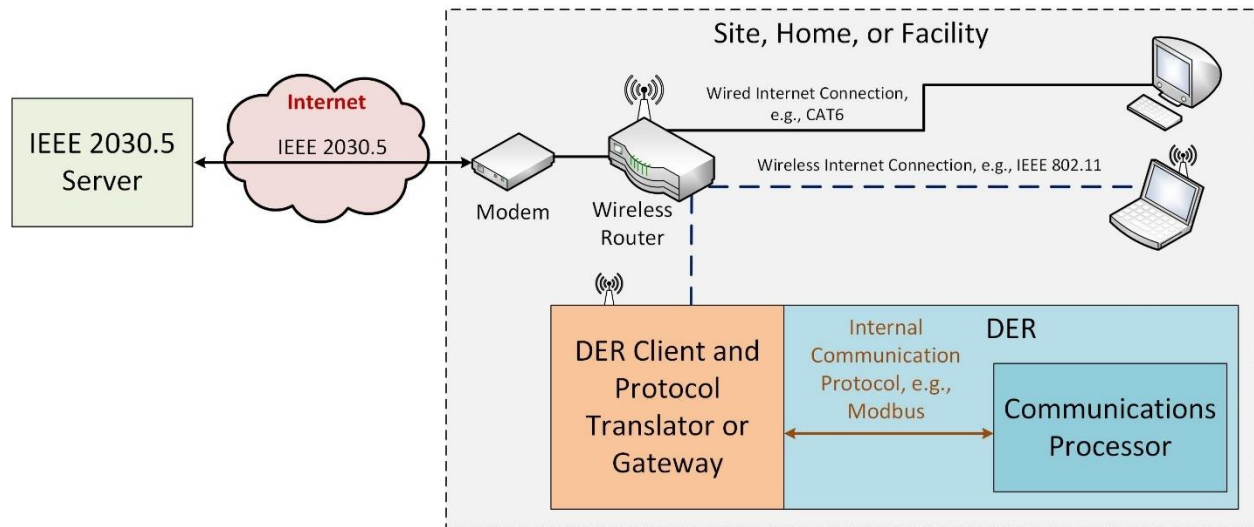 Site, Home, or Facility
IEEE 2030.5
Server
Internet
IEEE 2030.5
Modem
Wireless
Router
Wired Internet Connection,
e.g., CAT6
Wireless Internet Connection, e.g., IEEE 802.11
DER Client and
Protocol
Translator or
Gateway
Internal
Communication
Protocol, e.g.,
Modbus
DER
Communications
Processor